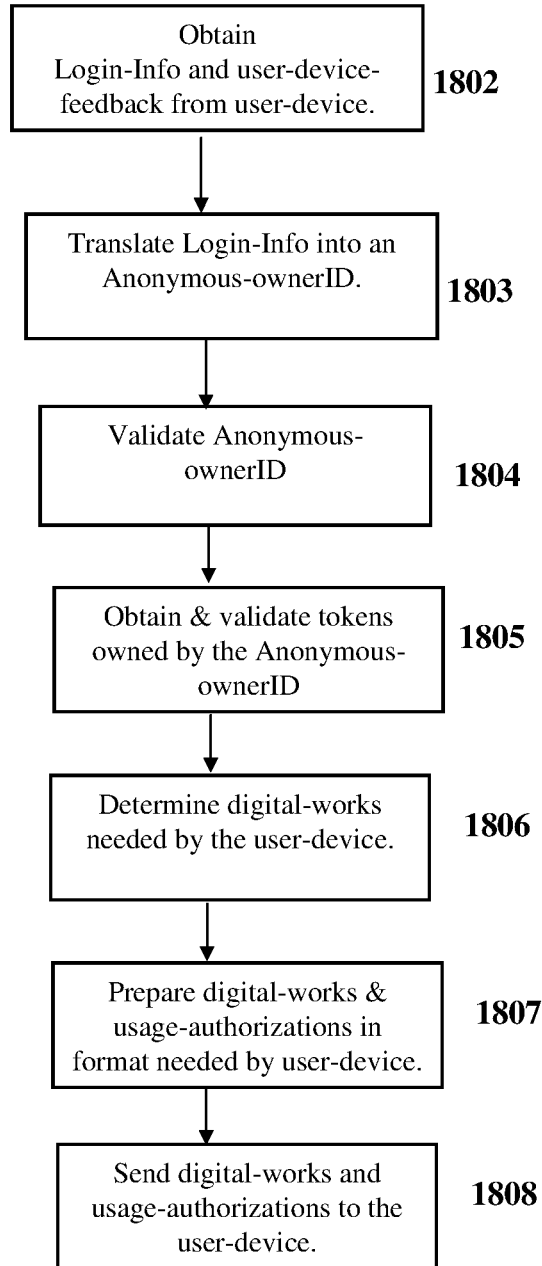 Obtain
Login-Info and user-device-
feedback from user-device.
1802
Translate Login-Info into an
Anonymous-ownerID.
1803
Validate Anonymous-
ownerID
1804
Obtain & validate tokens
owned by the Anonymous-
ownerID
1805
Determine digital-works
needed by the user-device.
1806
Prepare digital-works &
usage-authorizations in
format needed by user-device.
1807
Send digital-works and
usage-authorizations to the
user-device.
1808